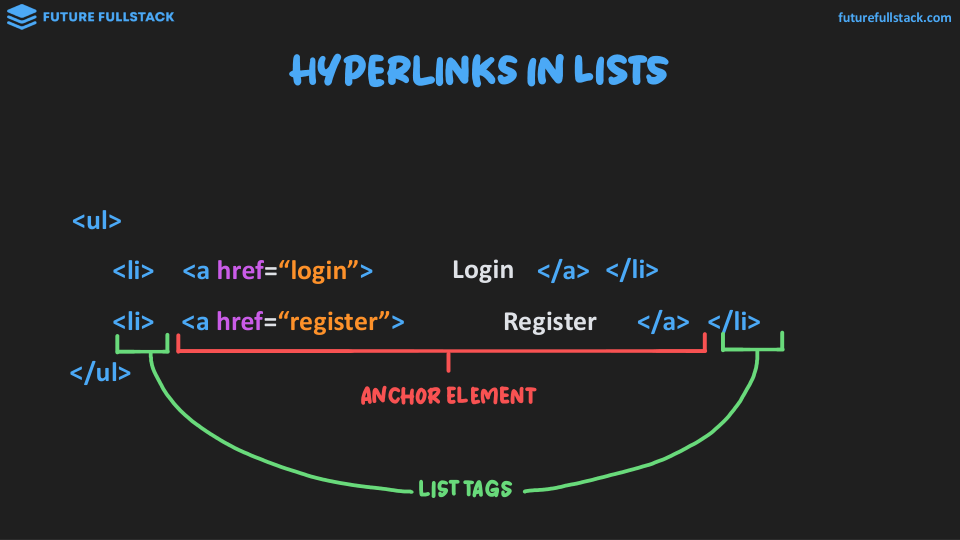 FUTURE FULLSTACK
futurefullstack.com
HYPERLINKS IN LISTS
<ul>
<li> <a href=“login”> Login </a> </li>
<li> <a href=“register”> Register </a> </li>
</ul>
ANCHOR ELEMENT
LIST TAGS